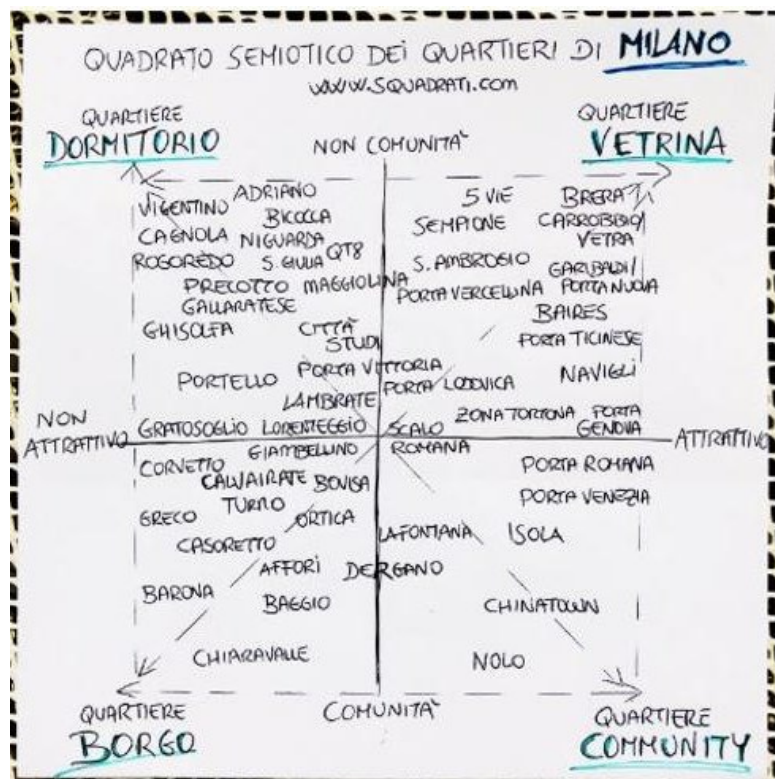 QUADRATO SEMIOTICO DEI QUARTIERI DI MILANO
WWW.SQUADRATI.COM
QUARTIERE
DORMITORIO
NON COMUNITÀ
QUARTIERE
VETRINA
VIGENTINO
ADRIANO
BICOCCA
CAGNOLA
NIGUARDA
ROGOREDO
S. GIULIA
QT8
PRECOTTO
MAGGIOLINA
GALLARATESE
GHISOLFA
CITTÀ
STUDI
PORTELLO
PORTA VITTORIA
LAMBRATE
GRATOSOGLIO
LORENTEGGIO
5 VIE
BRERA
SEMPIONE
CARROBBIO/
VETRA
S. AMBROGIO
GARIBALDI/
PORTA NUOVA
PORTA VERCELLINA
BAIRES
PORTA TICINESE
PORTA LODOVICA
NAVIGLI
ZONA TORTONA
PORTA
GENOVA
NON
ATTRATTIVO
ATTRATTIVO
SCALO
ROMANA
GIAMBELLINO
CORVETTO
CALVAIRATE
BOVISA
TURRO
GRECO
ORTICA
CASORETTO
AFFORI
DERGANO
BARONA
BAGGIO
CHIARAVALLE
PORTA ROMANA
PORTA VENEZIA
LA FONTANA
ISOLA
CHINATOWN
NOLO
QUARTIERE
BORGO
COMUNITÀ
QUARTIERE
COMMUNITY